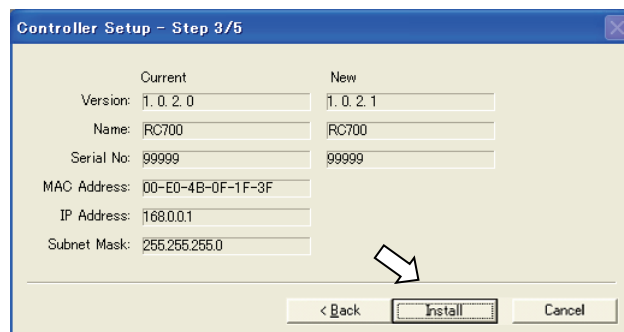 Controller Setup - Step 3/5
Current New
Version: 1. 0. 2. 0 1. 0. 2. 1
Name: RC700 RC700
Serial No: 99999 99999
MAC Address: 00-E0-4B-0F-1F-3F
IP Address: 168.0.0.1
Subnet Mask: 255.255.255.0
< Back Install Cancel